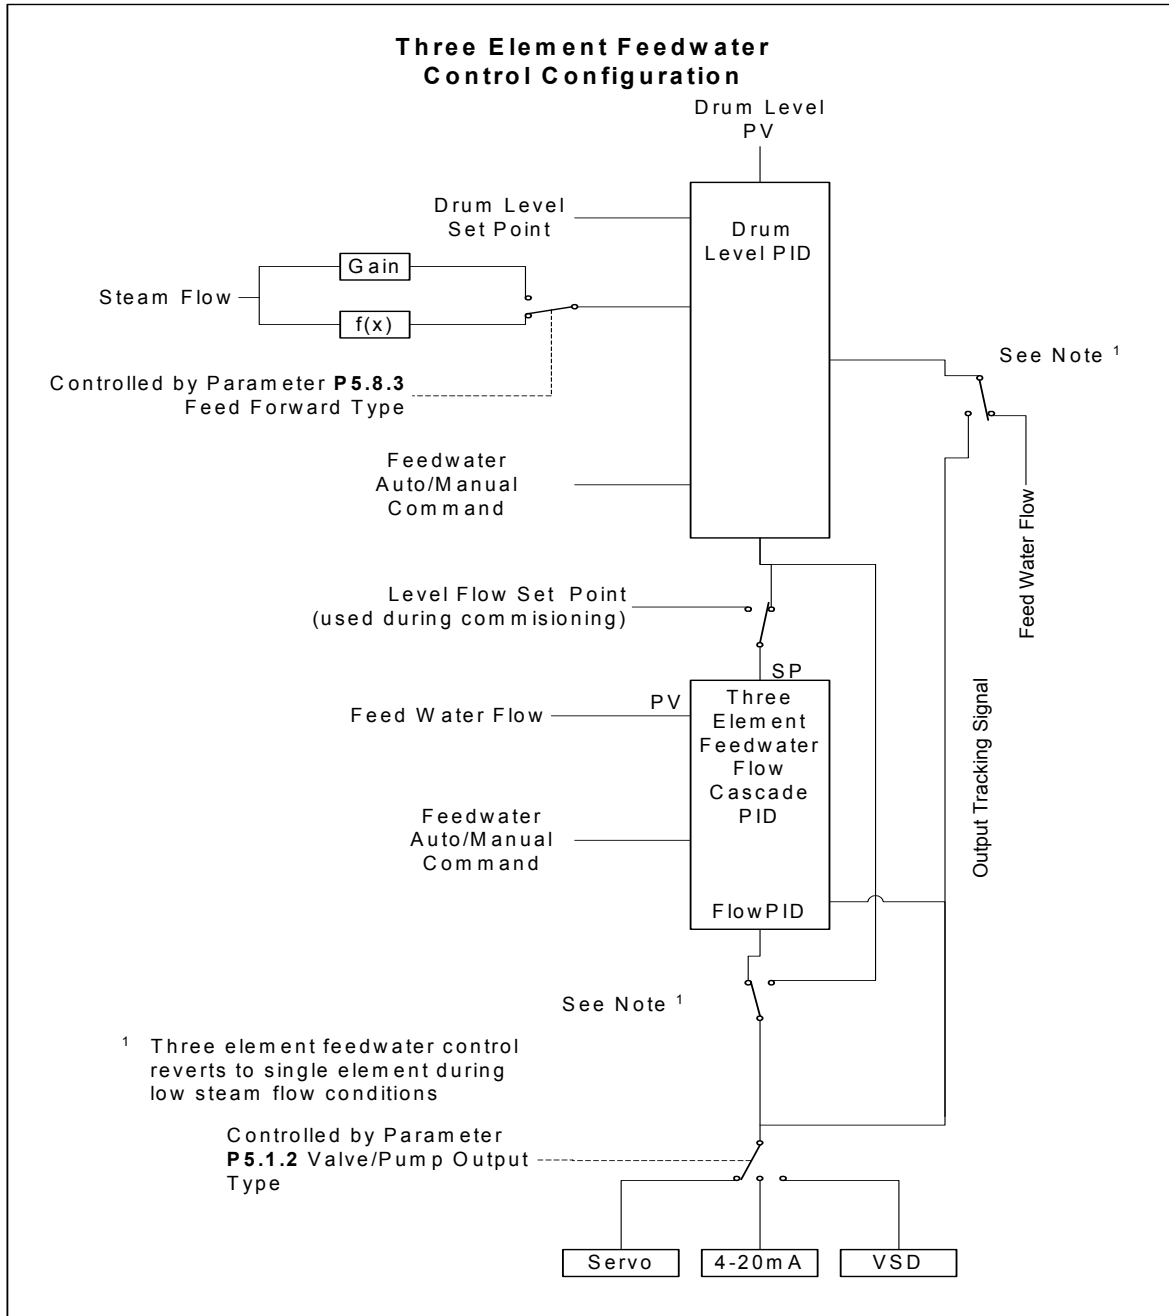 Three Element Feedwater
Control Configuration
Drum Level
PV
Drum Level
Set Point
Drum
Level PID
Gain
Steam Flow
f(x)
See Note 1
Controlled by Parameter P5.8.3
Feed Forward Type
Feedwater
Auto/Manual
Command
Feed Water Flow
Level Flow Set Point
(used during commisioning)
SP
PV
Feed Water Flow
Three
Element
Feedwater
Flow
Cascade
PID
Output Tracking Signal
Feedwater
Auto/Manual
Command
FlowPID
See Note 1
1 Three element feedwater control
reverts to single element during
low steam flow conditions
Controlled by Parameter
P5.1.2 Valve/Pump Output
Type
Servo
4-20mA
VSD